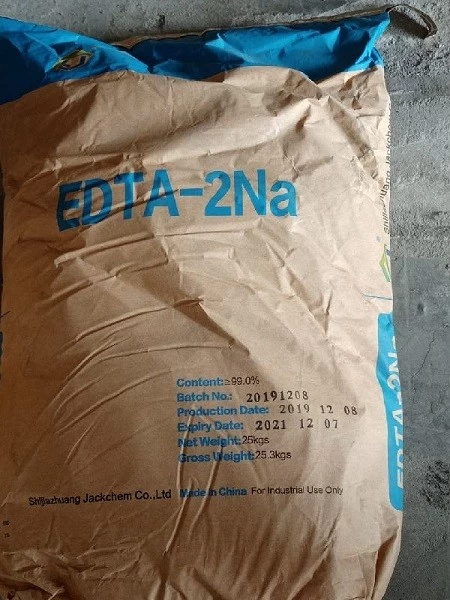 EDTA-2Na
Content:≥99.0%
Batch No.: 20191208
Production Date: 2019 12 08
Expiry Date: 2021 12 07
Net Weight:25kgs
Gross Weight:25.3kgs
Shijiazhuang Jackchem Co.,Ltd Made in China For Industrial Use Only
Shijiazhuang Jackchem
EDTA-2Na